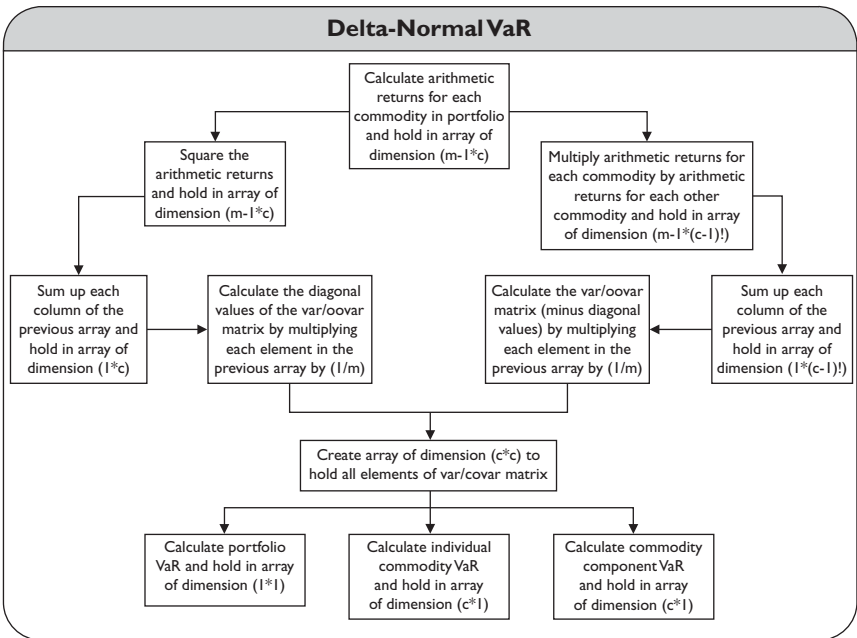 Delta-Normal VaR
Calculate arithmetic
returns for each
commodity in portfolio
and hold in array of
dimension (m-1*c)
Square the
arithmetic returns
and hold in array of
dimension (m-1*c)
Multiply arithmetic returns for
each commodity by arithmetic
returns for each other
commodity and hold in array
of dimension (m-1*(c-1)!)
Sum up each
column of the
previous array and
hold in array of
dimension (1*c)
Calculate the diagonal
values of the var/oovar
matrix by multiplying
each element in the
previous array by (1/m)
Calculate the var/oovar
matrix (minus diagonal
values) by multiplying
each element in the
previous array by (1/m)
Sum up each
column of the
previous array and
hold in array of
dimension (1*(c-1)!)
Create array of dimension (c*c) to
hold all elements of var/covar matrix
Calculate portfolio
VaR and hold in array
of dimension (1*1)
Calculate individual
commodity VaR
and hold in array
of dimension (c*1)
Calculate commodity
component VaR
and hold in array
of dimension (c*1)